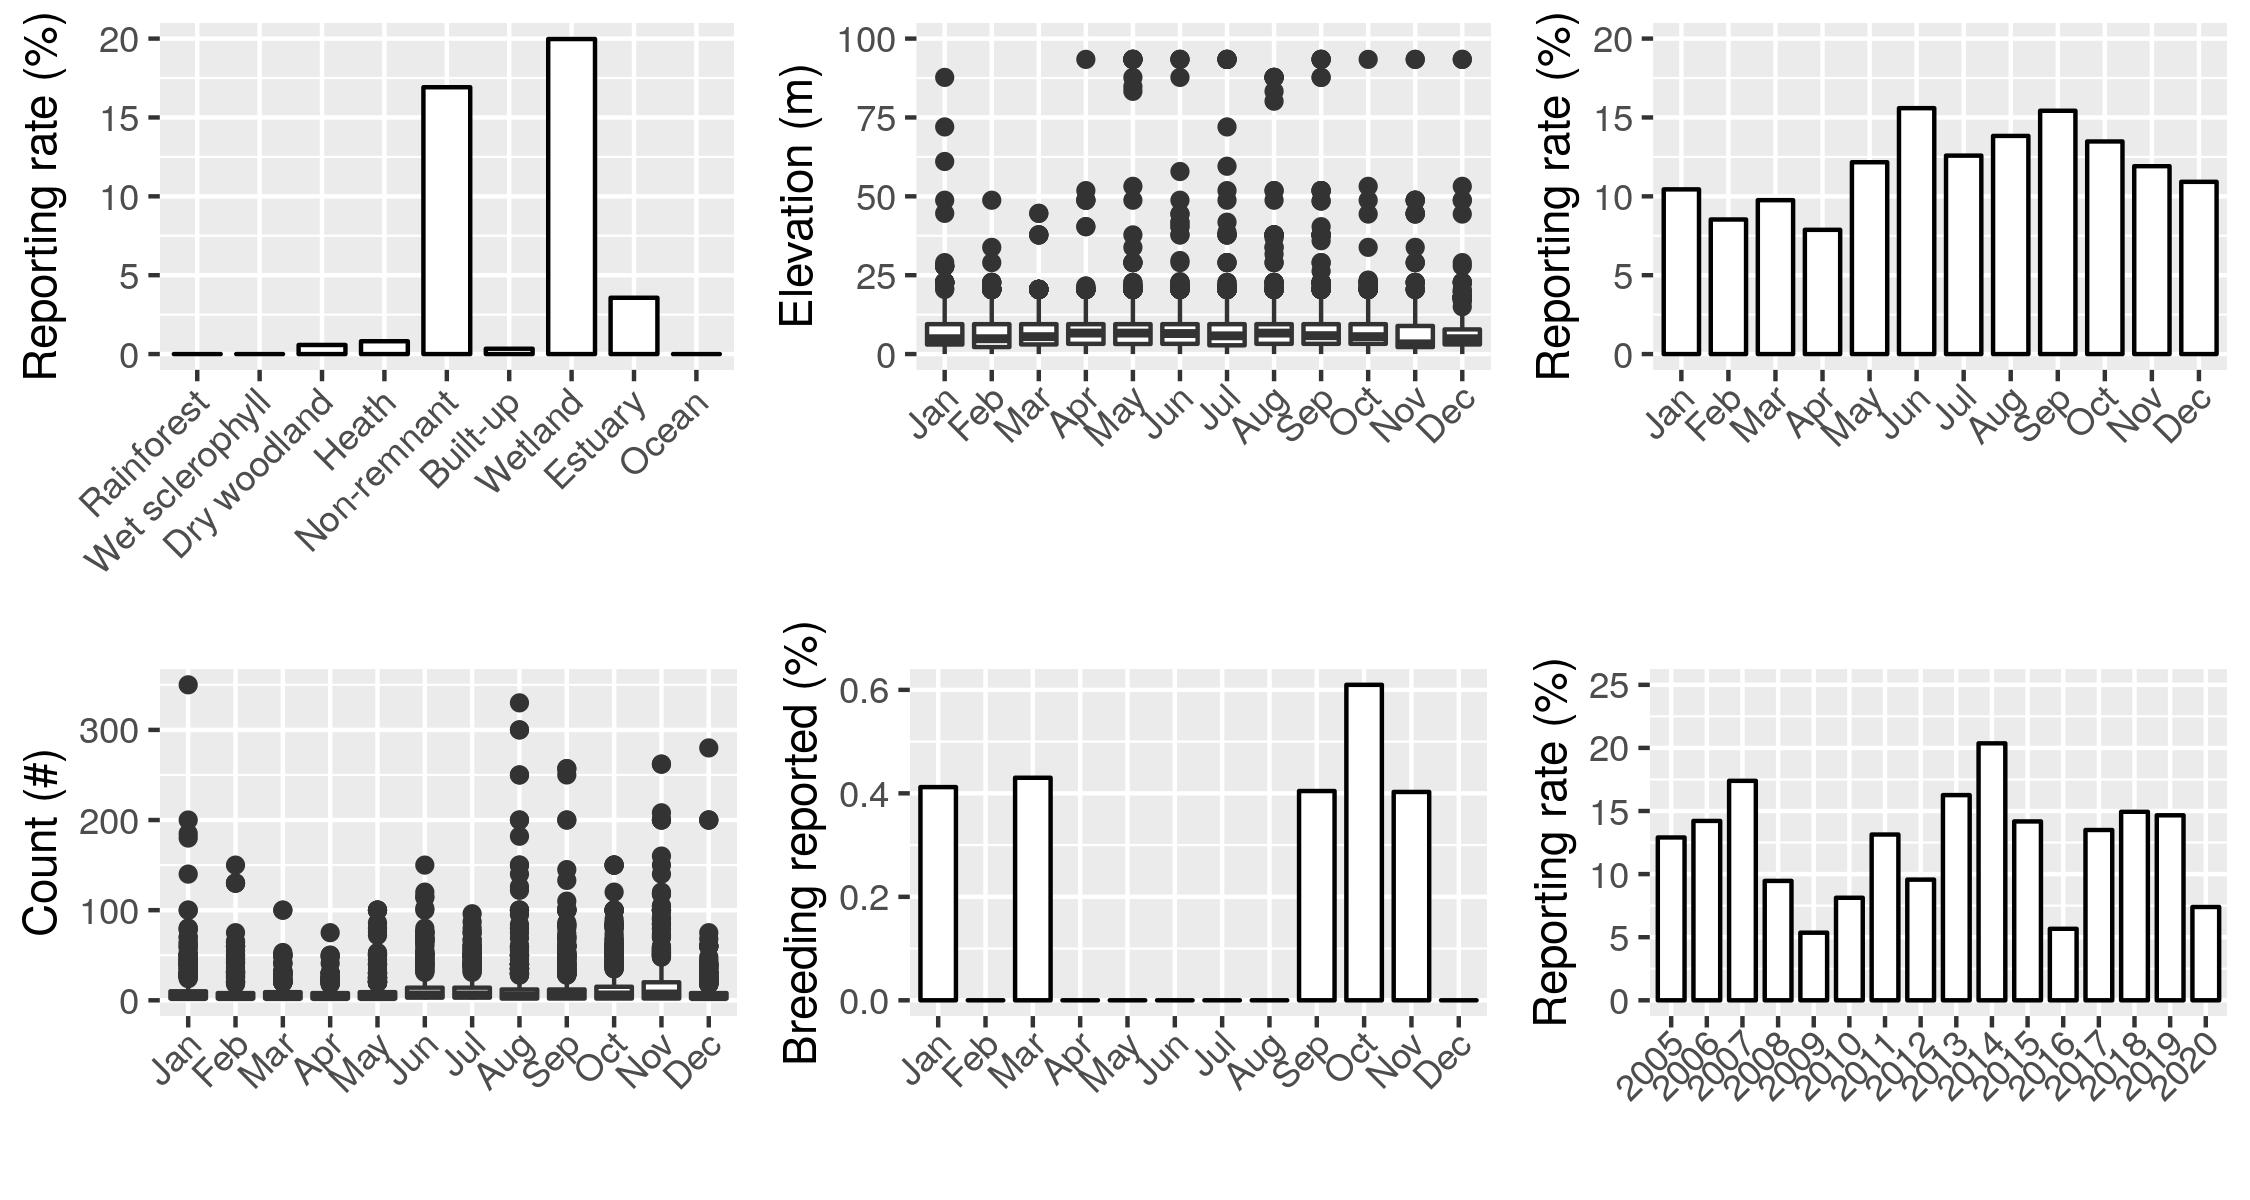 Reporting rate (%)
20
15
10
5
0
Rainforest
Wet sclerophyll
Dry woodland
Heath
Non-remnant
Built-up
Wetland
Estuary
Ocean
Elevation (m)
100
75
50
25
0
Jan
Feb
Mar
Apr
May
Jun
Jul
Aug
Sep
Oct
Nov
Dec
Reporting rate (%)
20
15
10
5
0
Jan
Feb
Mar
Apr
May
Jun
Jul
Aug
Sep
Oct
Nov
Dec
Count (#)
300
200
100
0
Jan
Feb
Mar
Apr
May
Jun
Jul
Aug
Sep
Oct
Nov
Dec
Breeding reported (%)
0.6
0.4
0.2
0.0
Jan
Feb
Mar
Apr
May
Jun
Jul
Aug
Sep
Oct
Nov
Dec
Reporting rate (%)
25
20
15
10
5
0
2005
2006
2007
2008
2009
2010
2011
2012
2013
2014
2015
2016
2017
2018
2019
2020